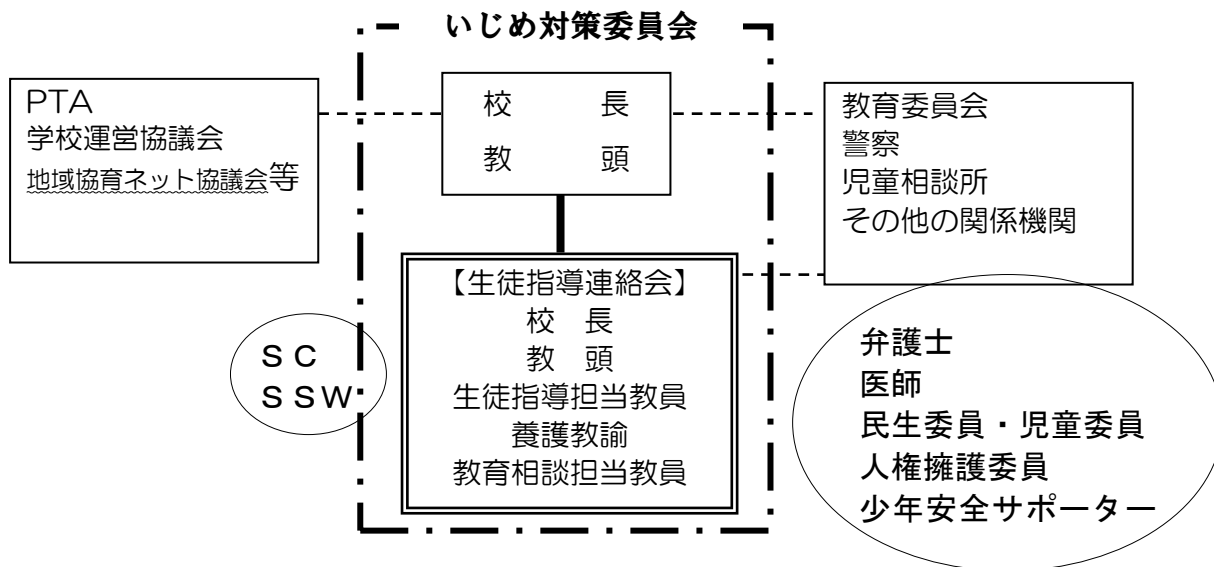 いじめ対策委員会
PTA
学校運営協議会
地域協育ネット協議会等
校　　長
教　　頭
教育委員会
警察
児童相談所
その他の関係機関
【生徒指導連絡会】
校　長
教　頭
生徒指導担当教員
養護教諭
教育相談担当教員
ＳＣ
ＳＳＷ
弁護士
医師
民生委員・児童委員
人権擁護委員
少年安全サポーター